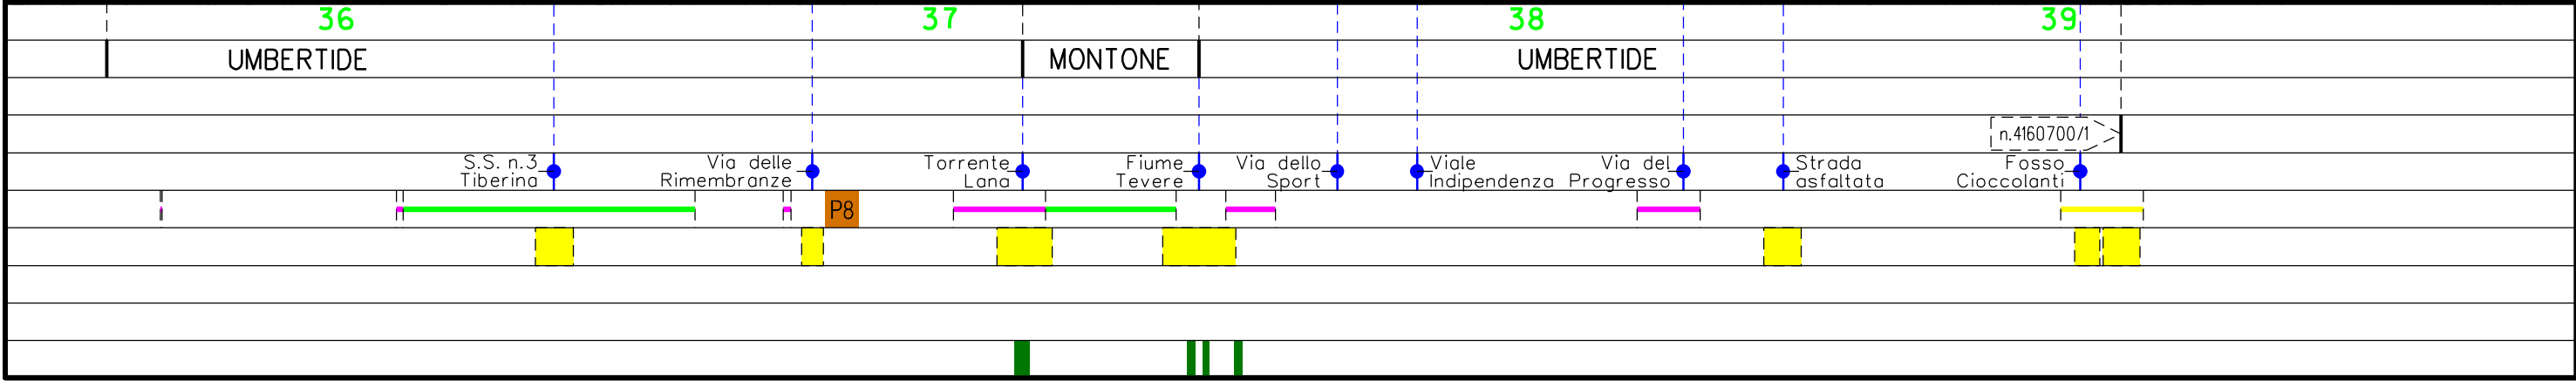 36 37 38 39
UMBERTIDE MONTONE UMBERTIDE
n.4160700/1
S.S. n.3 Via delle Torrente Fiume Via dello Viale Via del Strada Fosso
Tiberina Rimembranze Lana Tevere Sport Indipendenza Progresso asfaltata Cioccolanti
P8